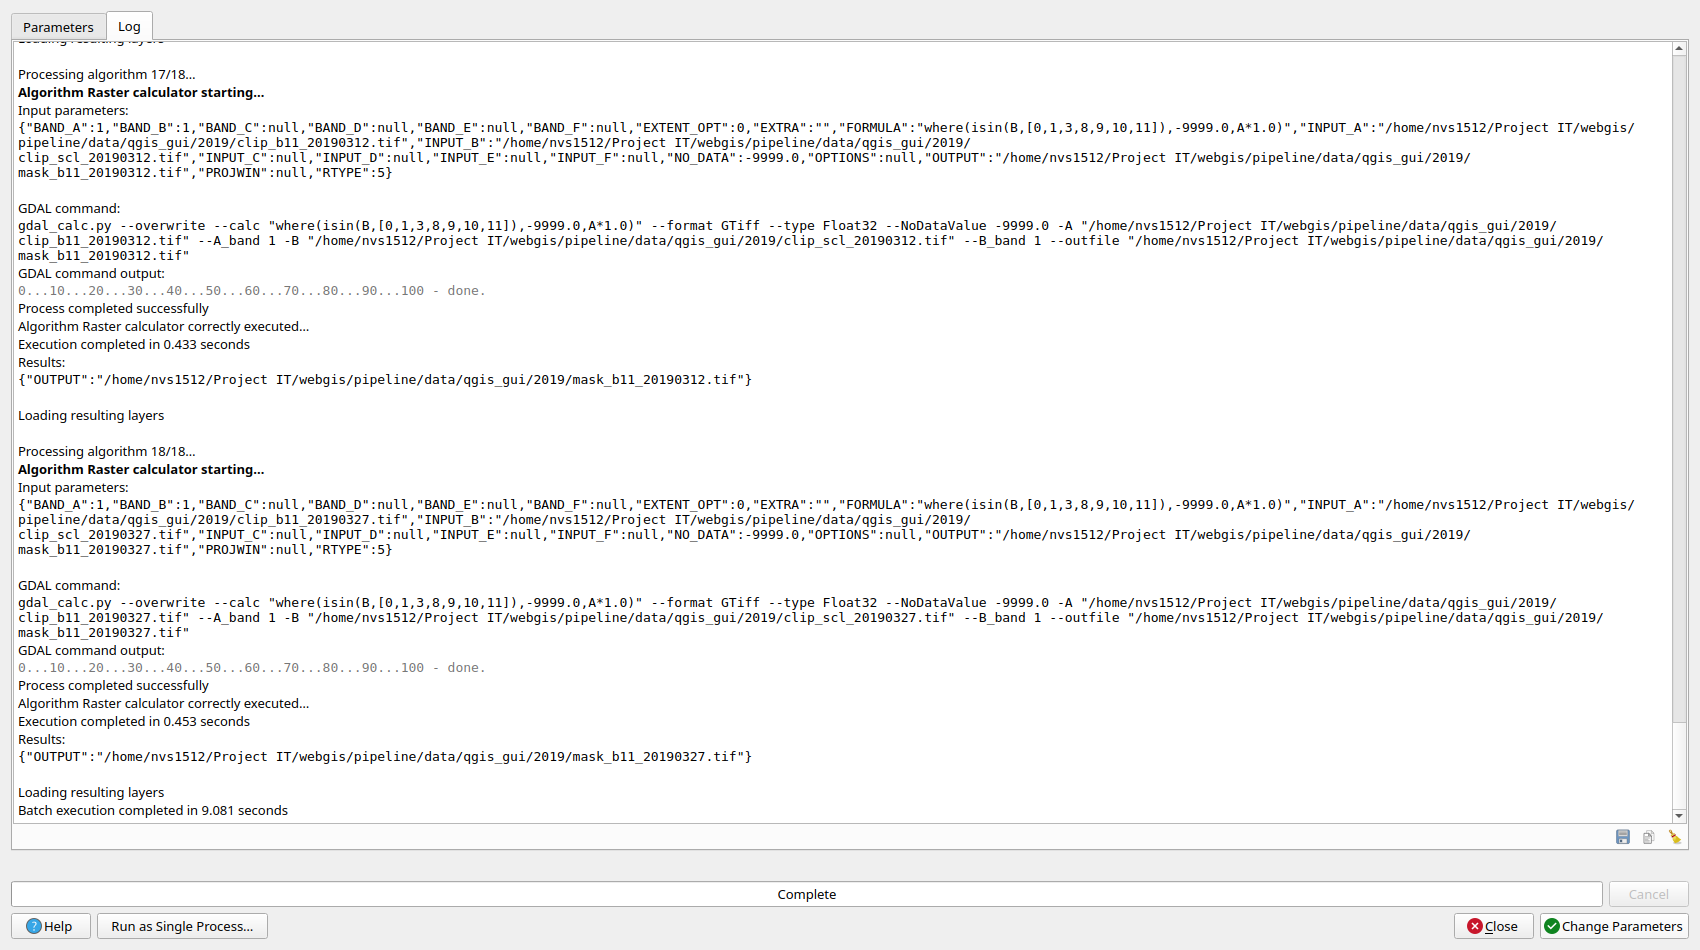 Parameters
Log
Loading resulting layers
Processing algorithm 17/18...
Algorithm Raster calculator starting...
Input parameters:
{"BAND_A":1,"BAND_B":1,"BAND_C":null,"BAND_D":null,"BAND_E":null,"BAND_F":null,"EXTENT_OPT":0,"EXTRA":"","FORMULA":"where(isin(B,[0,1,3,8,9,10,11]),-9999.0,A*1.0)","INPUT_A":"/home/nvs1512/Project IT/webgis/
pipeline/data/qgis_gui/2019/clip_b11_20190312.tif","INPUT_B":"/home/nvs1512/Project IT/webgis/pipeline/data/qgis_gui/2019/
clip_scl_20190312.tif","INPUT_C":null,"INPUT_D":null,"INPUT_E":null,"INPUT_F":null,"NO_DATA":-9999.0,"OPTIONS":null,"OUTPUT":"/home/nvs1512/Project IT/webgis/pipeline/data/qgis_gui/2019/
mask_b11_20190312.tif","PROJWIN":null,"RTYPE":5}
GDAL command:
gdal_calc.py --overwrite --calc "where(isin(B,[0,1,3,8,9,10,11]),-9999.0,A*1.0)" --format GTiff --type Float32 --NoDataValue -9999.0 -A "/home/nvs1512/Project IT/webgis/pipeline/data/qgis_gui/2019/
clip_b11_20190312.tif" --A_band 1 -B "/home/nvs1512/Project IT/webgis/pipeline/data/qgis_gui/2019/clip_scl_20190312.tif" --B_band 1 --outfile "/home/nvs1512/Project IT/webgis/pipeline/data/qgis_gui/2019/
mask_b11_20190312.tif"
GDAL command output:
0...10...20...30...40...50...60...70...80...90...100 - done.
Process completed successfully
Algorithm Raster calculator correctly executed...
Execution completed in 0.433 seconds
Results:
{"OUTPUT":"/home/nvs1512/Project IT/webgis/pipeline/data/qgis_gui/2019/mask_b11_20190312.tif"}
Loading resulting layers
Processing algorithm 18/18...
Algorithm Raster calculator starting...
Input parameters:
{"BAND_A":1,"BAND_B":1,"BAND_C":null,"BAND_D":null,"BAND_E":null,"BAND_F":null,"EXTENT_OPT":0,"EXTRA":"","FORMULA":"where(isin(B,[0,1,3,8,9,10,11]),-9999.0,A*1.0)","INPUT_A":"/home/nvs1512/Project IT/webgis/
pipeline/data/qgis_gui/2019/clip_b11_20190327.tif","INPUT_B":"/home/nvs1512/Project IT/webgis/pipeline/data/qgis_gui/2019/
clip_scl_20190327.tif","INPUT_C":null,"INPUT_D":null,"INPUT_E":null,"INPUT_F":null,"NO_DATA":-9999.0,"OPTIONS":null,"OUTPUT":"/home/nvs1512/Project IT/webgis/pipeline/data/qgis_gui/2019/
mask_b11_20190327.tif","PROJWIN":null,"RTYPE":5}
GDAL command:
gdal_calc.py --overwrite --calc "where(isin(B,[0,1,3,8,9,10,11]),-9999.0,A*1.0)" --format GTiff --type Float32 --NoDataValue -9999.0 -A "/home/nvs1512/Project IT/webgis/pipeline/data/qgis_gui/2019/
clip_b11_20190327.tif" --A_band 1 -B "/home/nvs1512/Project IT/webgis/pipeline/data/qgis_gui/2019/clip_scl_20190327.tif" --B_band 1 --outfile "/home/nvs1512/Project IT/webgis/pipeline/data/qgis_gui/2019/
mask_b11_20190327.tif"
GDAL command output:
0...10...20...30...40...50...60...70...80...90...100 - done.
Process completed successfully
Algorithm Raster calculator correctly executed...
Execution completed in 0.453 seconds
Results:
{"OUTPUT":"/home/nvs1512/Project IT/webgis/pipeline/data/qgis_gui/2019/mask_b11_20190327.tif"}
Loading resulting layers
Batch execution completed in 9.081 seconds
Complete
Cancel
Help
Run as Single Process...
Close
Change Parameters